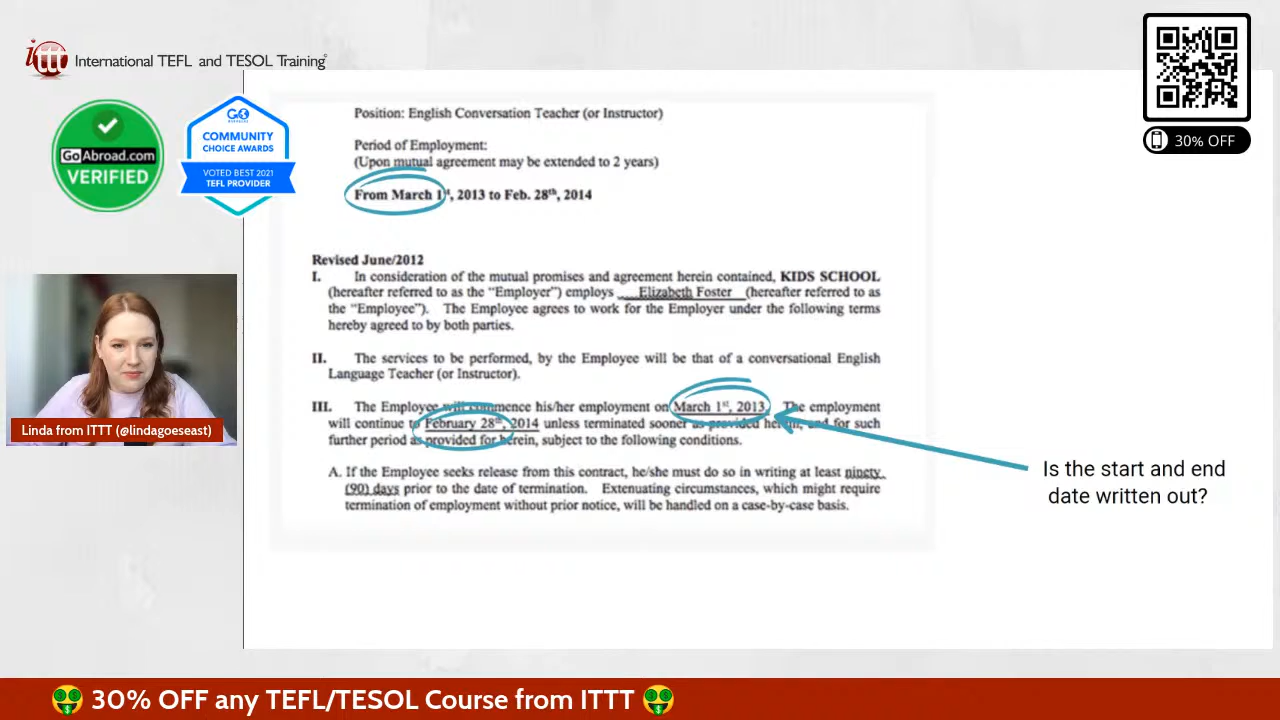 ittt International TEFL and TESOL Training
GoAbroad.com
VERIFIED
GO
COMMUNITY
CHOICE AWARDS
VOTED BEST 2021
TEFL PROVIDER
30% OFF
Position: English Conversation Teacher (or Instructor)
Period of Employment:
(Upon mutual agreement may be extended to 2 years)
From March 1st, 2013 to Feb. 28th, 2014
Revised June/2012
I. In consideration of the mutual promises and agreement herein contained, KIDS SCHOOL
(hereafter referred to as the “Employer”) employs Elizabeth Foster (hereafter referred to as
the “Employee”). The Employee agrees to work for the Employer under the following terms
hereby agreed to by both parties.
II. The services to be performed, by the Employee will be that of a conversational English
Language Teacher (or Instructor).
III. The Employee will commence his/her employment on March 1st, 2013. The employment
will continue to February 28th, 2014 unless terminated sooner as provided herein, and for such
further period as provided for herein, subject to the following conditions.
A. If the Employee seeks release from this contract, he/she must do so in writing at least ninety
(90) days prior to the date of termination. Extenuating circumstances, which might require
termination of employment without prior notice, will be handled on a case-by-case basis.
Is the start and end
date written out?
Linda from ITTT (@lindagoeseast)
30% OFF any TEFL/TESOL Course from ITTT